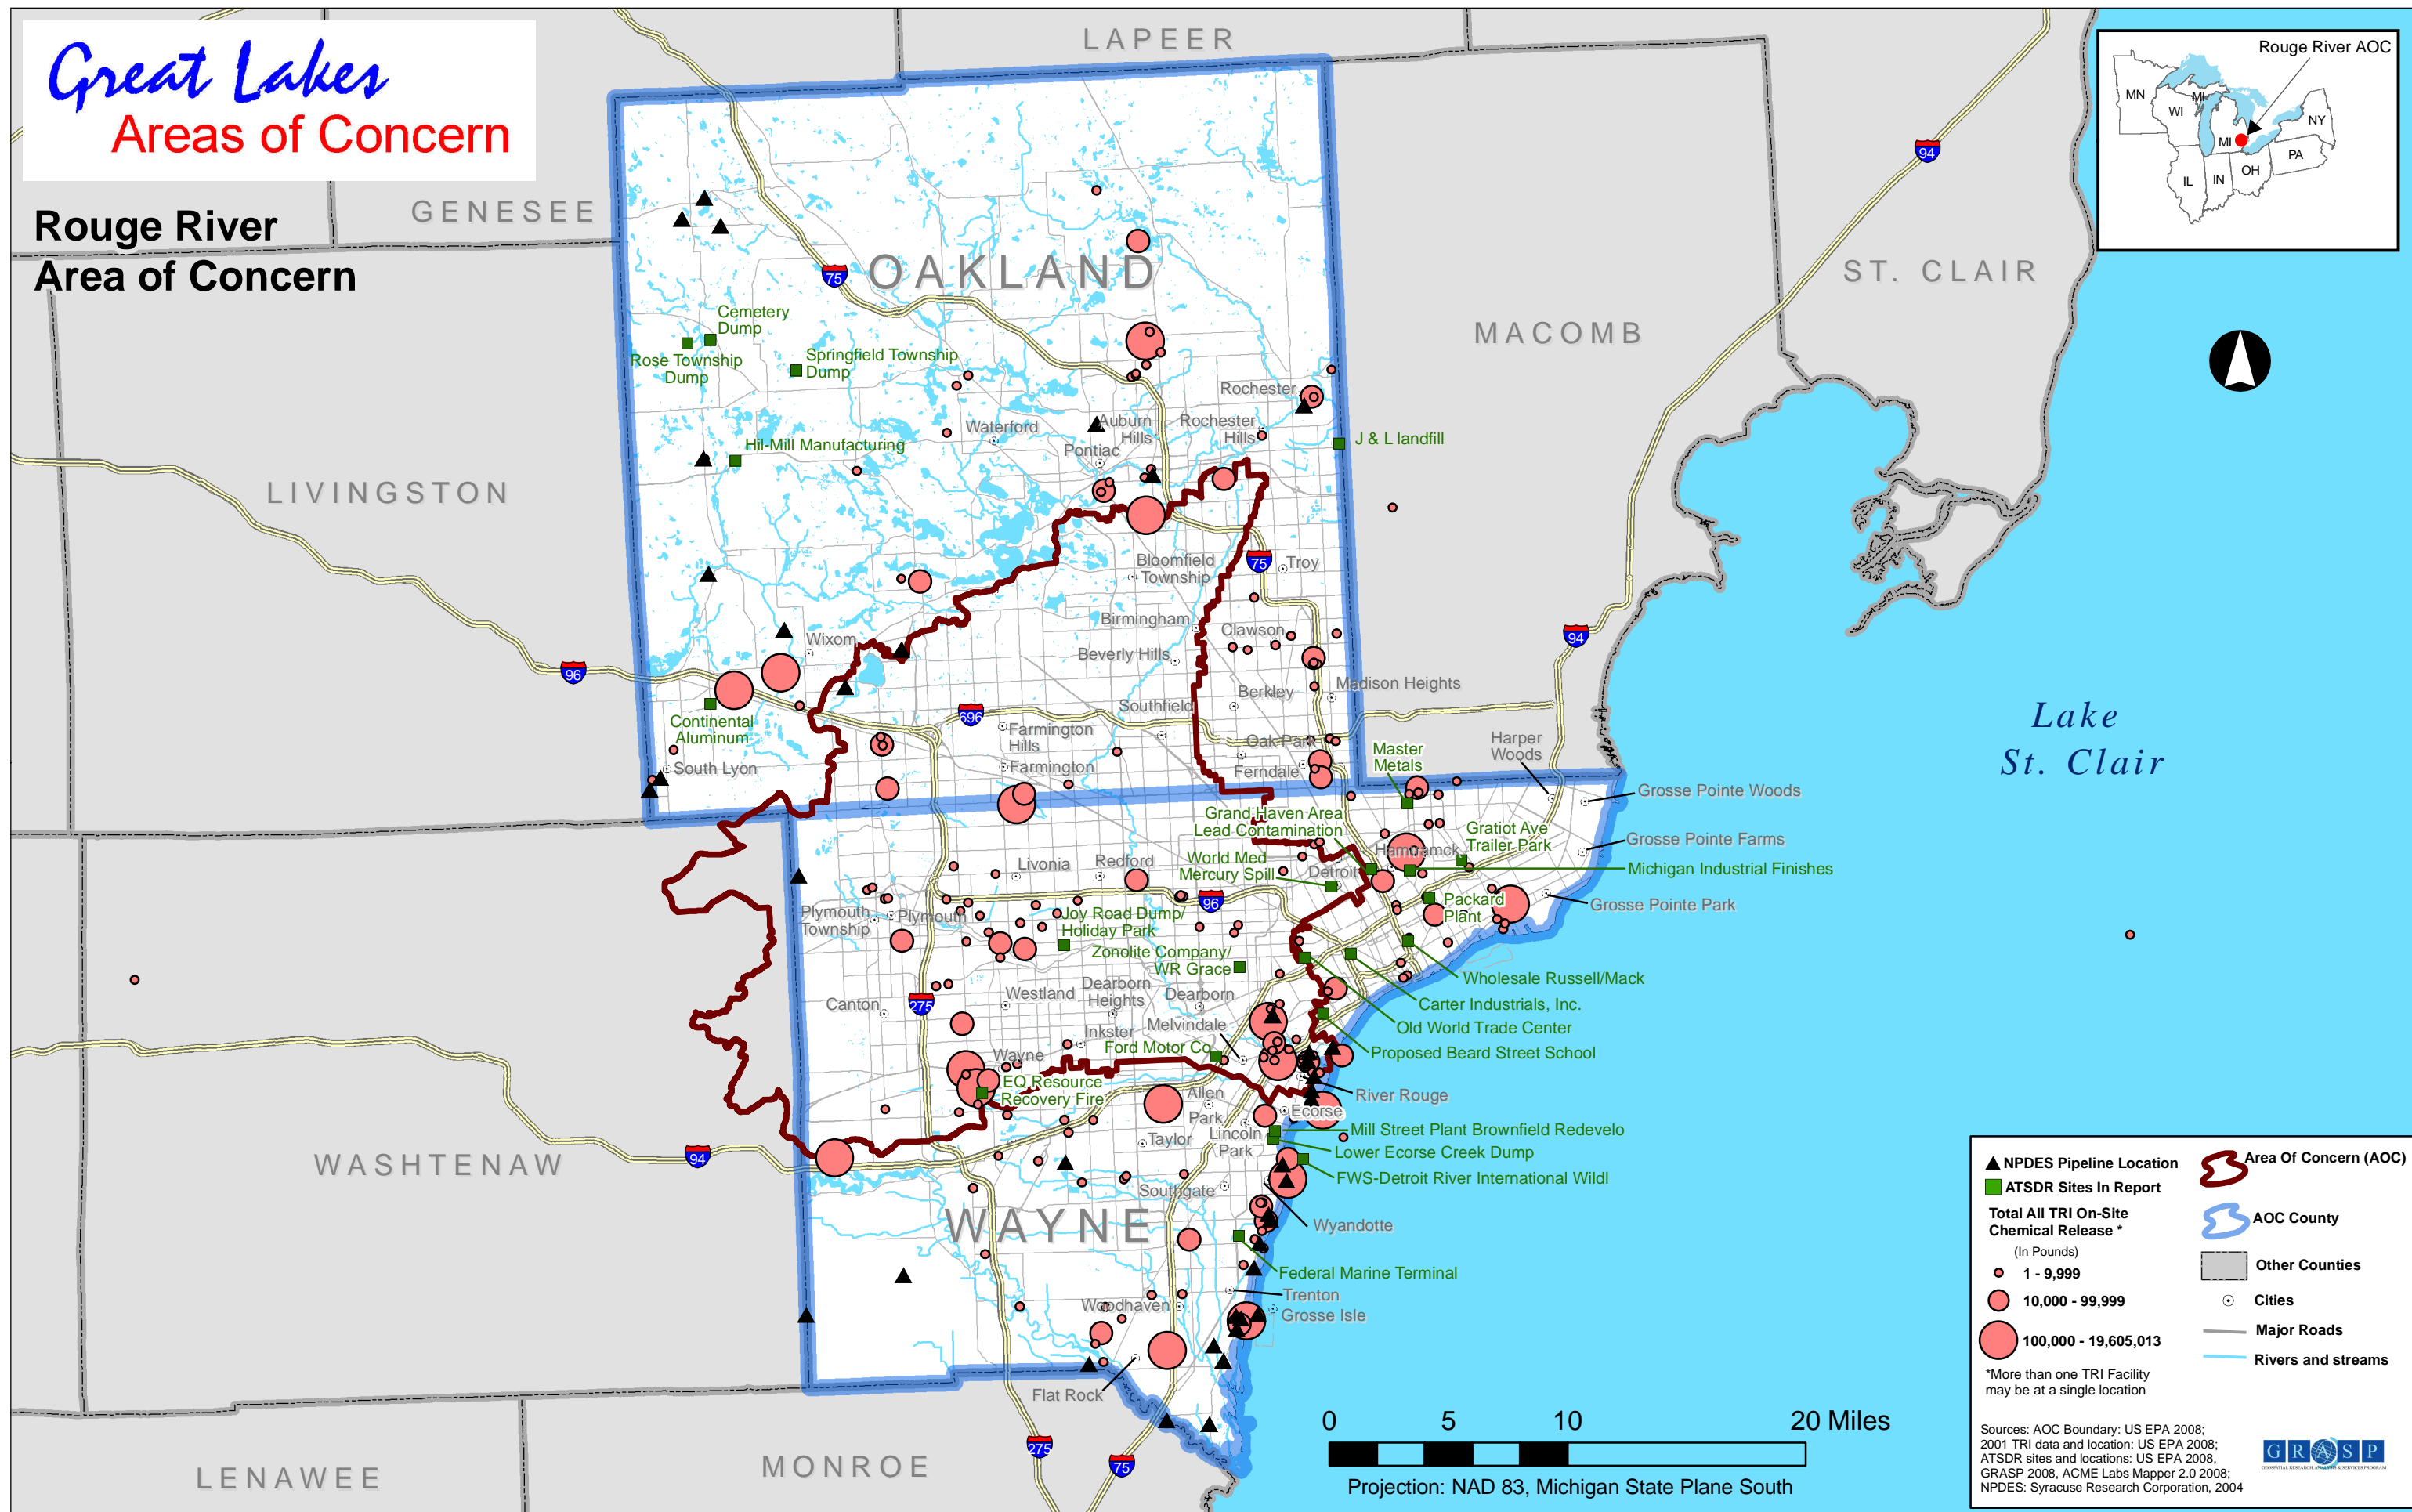 Great Lakes
Areas of Concern
Rouge River
Area of Concern
LAPEER
GENESEE
OAKLAND
MACOMB
ST. CLAIR
LIVINGSTON
WASHTENAW
WAYNE
LENAWEE
MONROE
Lake
St. Clair
Rouge River AOC
MN
WI
MI
MI
IL
IN
OH
PA
NY
75
94
96
75
94
696
96
275
94
275
75
Cemetery
Dump
Rose Township
Dump
Springfield Township
Dump
Hil-Mill Manufacturing
J & L landfill
Continental
Aluminum
Rochester
Auburn
Hills
Rochester
Hills
Waterford
Pontiac
Bloomfield
Township
Troy
Birmingham
Clawson
Beverly Hills
Wixom
Berkley
Madison Heights
Southfield
Farmington
Hills
Farmington
South Lyon
Oak Park
Ferndale
Master
Metals
Harper
Woods
Grosse Pointe Woods
Grand Haven Area
Lead Contamination
Gratiot Ave
Trailer Park
Grosse Pointe Farms
Hamtramck
Michigan Industrial Finishes
World Med
Mercury Spill
Detroit
Livonia
Redford
Packard
Plant
Grosse Pointe Park
Plymouth
Township
Plymouth
Joy Road Dump/
Holiday Park
Zonolite Company/
WR Grace
Wholesale Russell/Mack
Carter Industrials, Inc.
Old World Trade Center
Proposed Beard Street School
Canton
Westland
Dearborn
Heights
Dearborn
Inkster
Melvindale
Ford Motor Co
Wayne
EQ Resource
Recovery Fire
River Rouge
Allen
Park
Ecorse
Lincoln
Park
Taylor
Mill Street Plant Brownfield Redevelo
Lower Ecorse Creek Dump
FWS-Detroit River International Wildl
Southgate
Wyandotte
Federal Marine Terminal
Trenton
Grosse Isle
Woodhaven
Flat Rock
0 5 10 20 Miles
Projection: NAD 83, Michigan State Plane South
NPDES Pipeline Location
ATSDR Sites In Report
Total All TRI On-Site
Chemical Release *
(In Pounds)
1 - 9,999
10,000 - 99,999
100,000 - 19,605,013
*More than one TRI Facility
may be at a single location
Area Of Concern (AOC)
AOC County
Other Counties
Cities
Major Roads
Rivers and streams
Sources: AOC Boundary: US EPA 2008;
2001 TRI data and location: US EPA 2008;
ATSDR sites and locations: US EPA 2008,
GRASP 2008, ACME Labs Mapper 2.0 2008;
NPDES: Syracuse Research Corporation, 2004
GRASP
GEOSPATIAL RESEARCH, ANALYSIS & SERVICES PROGRAM